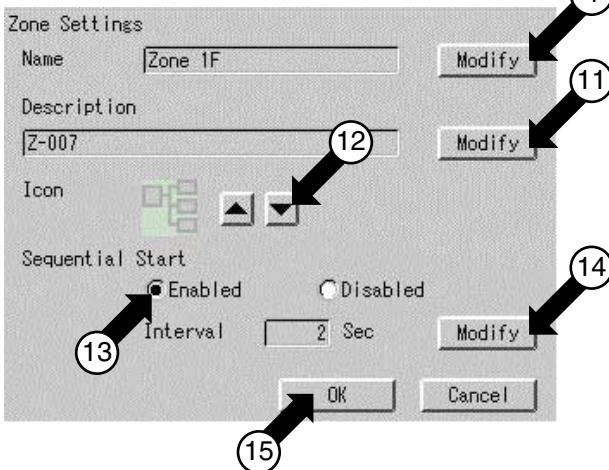 Zone Settings
Name Zone 1F Modify
11
Description
Z-007 Modify
12
Icon
Sequential Start
14
Enabled Disabled
13
Interval 2 Sec Modify
OK Cancel
15